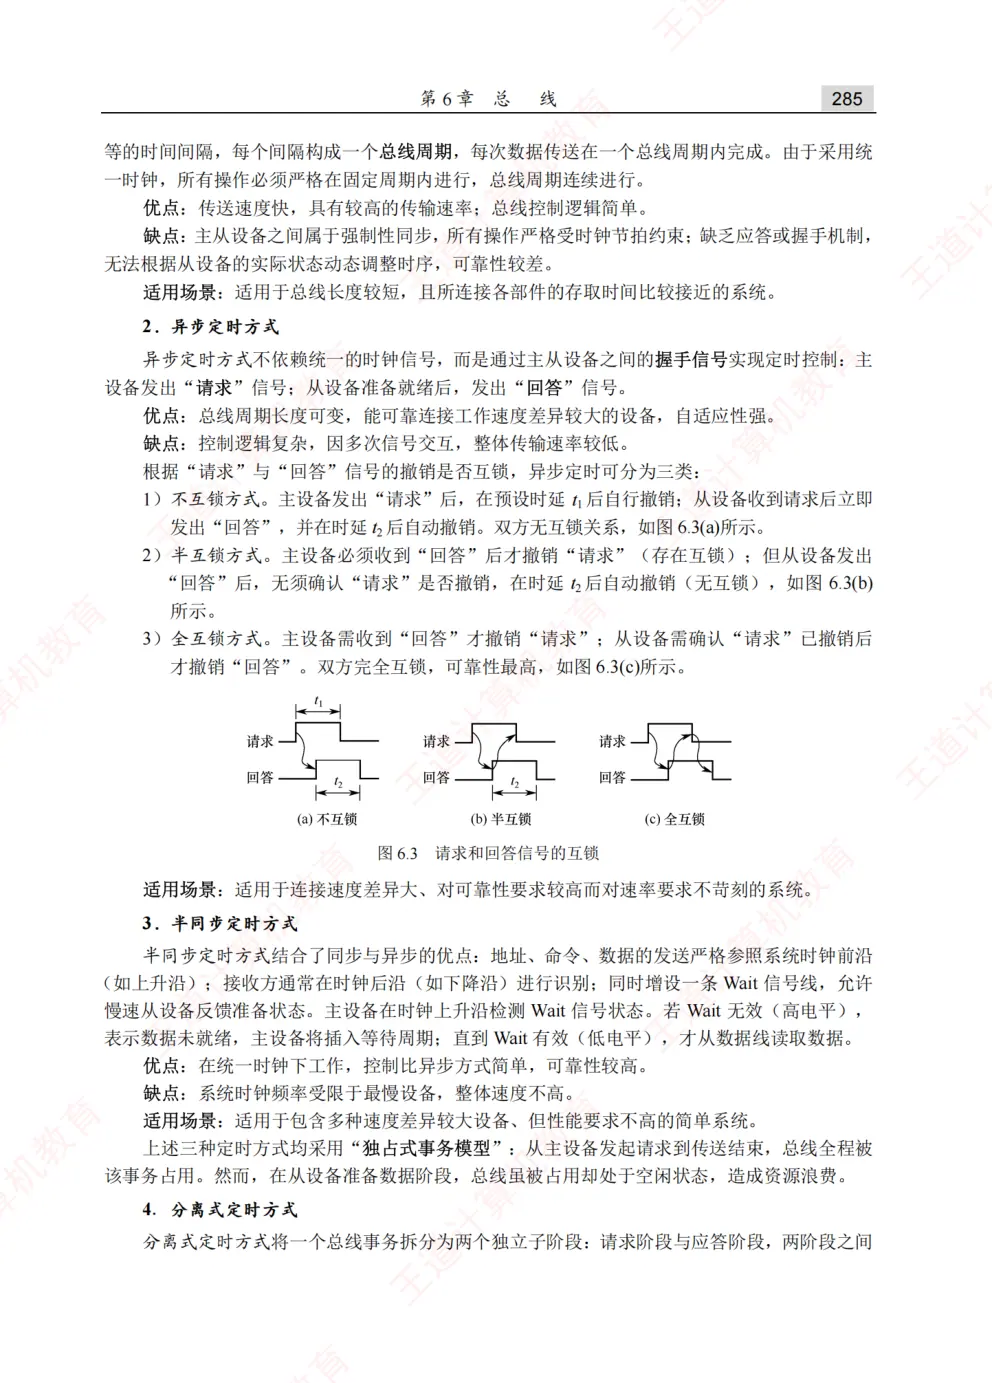 第6章 总 线 285
等的时间间隔，每个间隔构成一个总线周期，每次数据传送在一个总线周期内完成。由于采用统
一时钟，所有操作必须严格在固定周期内进行，总线周期连续进行。
优点：传送速度快，具有较高的传输速率；总线控制逻辑简单。
缺点：主从设备之间属于强制性同步，所有操作严格受时钟节拍约束；缺乏应答或握手机制，
无法根据从设备的实际状态动态调整时序，可靠性较差。
适用场景：适用于总线长度较短，且所连接各部件的存取时间比较接近的系统。
2．异步定时方式
异步定时方式不依赖统一的时钟信号，而是通过主从设备之间的握手信号实现定时控制：主
设备发出“请求”信号；从设备准备就绪后，发出“回答”信号。
优点：总线周期长度可变，能可靠连接工作速度差异较大的设备，自适应性强。
缺点：控制逻辑复杂，因多次信号交互，整体传输速率较低。
根据“请求”与“回答”信号的撤销是否互锁，异步定时可分为三类：
1）不互锁方式。主设备发出“请求”后，在预设时延 t1 后自行撤销；从设备收到请求后立即
发出“回答”，并在时延 t2 后自动撤销。双方无互锁关系，如图 6.3(a)所示。
2）半互锁方式。主设备必须收到“回答”后才撤销“请求”（存在互锁）；但从设备发出
“回答”后，无须确认“请求”是否撤销，在时延 t2 后自动撤销（无互锁），如图 6.3(b)
所示。
3）全互锁方式。主设备需收到“回答”才撤销“请求”；从设备需确认“请求”已撤销后
才撤销“回答”。双方完全互锁，可靠性最高，如图 6.3(c)所示。
t1
请求 请求 请求
回答 t2 回答 t2 回答
(a) 不互锁 (b) 半互锁 (c) 全互锁
图 6.3 请求和回答信号的互锁
适用场景：适用于连接速度差异大、对可靠性要求较高而对速率要求不苛刻的系统。
3．半同步定时方式
半同步定时方式结合了同步与异步的优点：地址、命令、数据的发送严格参照系统时钟前沿
（如上升沿）；接收方通常在时钟后沿（如下降沿）进行识别；同时增设一条 Wait 信号线，允许
慢速从设备反馈准备状态。主设备在时钟上升沿检测 Wait 信号状态。若 Wait 无效（高电平），
表示数据未就绪，主设备将插入等待周期；直到 Wait 有效（低电平），才从数据线读取数据。
优点：在统一时钟下工作，控制比异步方式简单，可靠性较高。
缺点：系统时钟频率受限于最慢设备，整体速度不高。
适用场景：适用于包含多种速度差异较大设备、但性能要求不高的简单系统。
上述三种定时方式均采用“独占式事务模型”：从主设备发起请求到传送结束，总线全程被
该事务占用。然而，在从设备准备数据阶段，总线虽被占用却处于空闲状态，造成资源浪费。
4．分离式定时方式
分离式定时方式将一个总线事务拆分为两个独立子阶段：请求阶段与应答阶段，两阶段之间
王道计算机教育